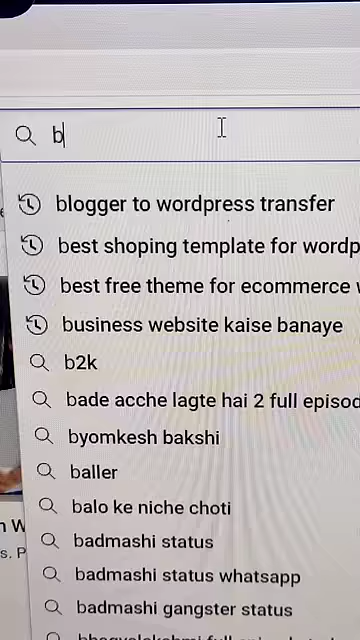 b
blogger to wordpress transfer
best shoping template for wordp
best free theme for ecommerce
business website kaise banaye
b2k
bade acche lagte hai 2 full episod
byomkesh bakshi
baller
balo ke niche choti
badmashi status
n W
badmashi status whatsapp
s. P
badmashi gangster status